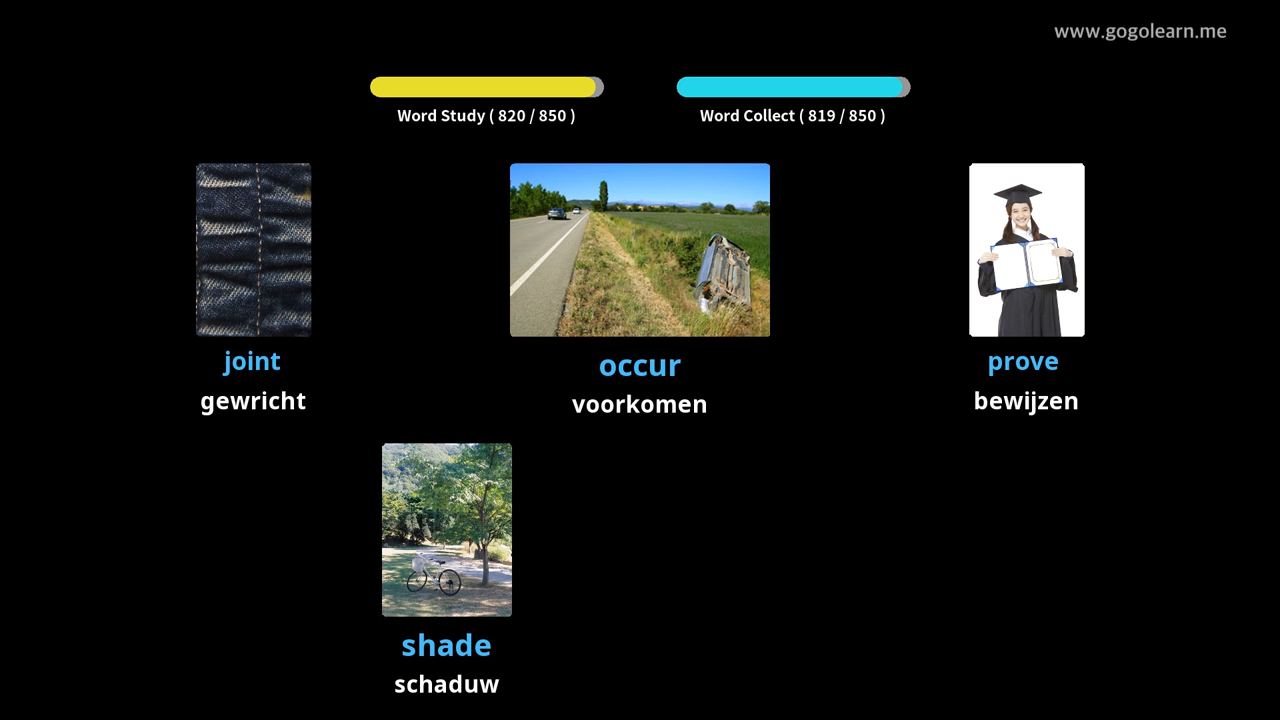 www.gogolearn.me
Word Study ( 820 / 850 )
Word Collect ( 819 / 850 )
joint
gewricht
occur
voorkomen
prove
bewijzen
shade
schaduw